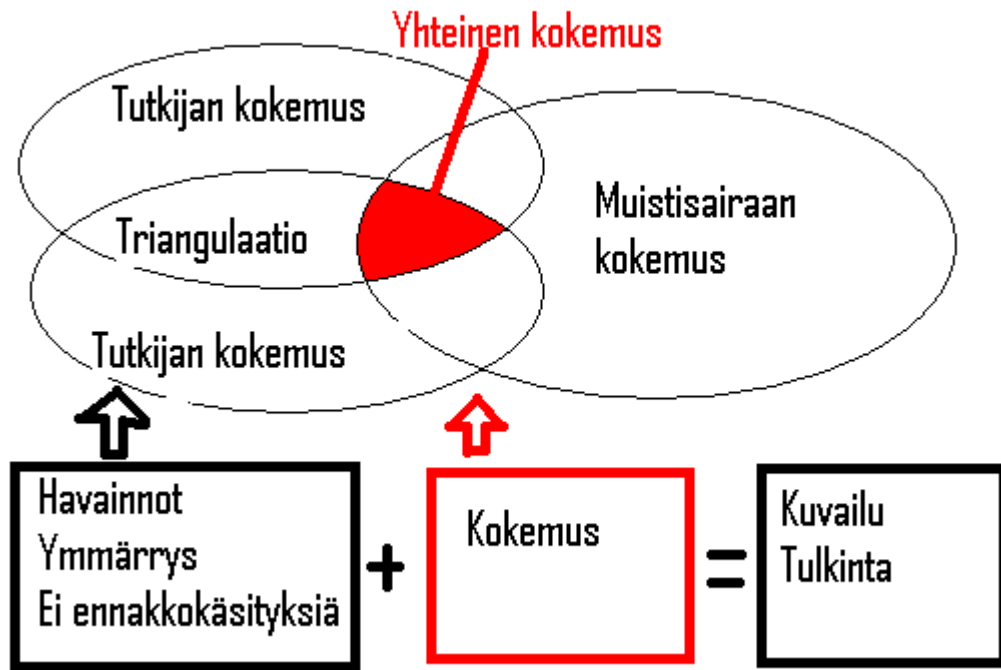 Yhteinen kokemus
Tutkijan kokemus
Muistisairaan
kokemus
Triangulaatio
Tutkijan kokemus
Havainnot
Ymmärrys
Ei ennakkokäsityksiä
+
Kokemus
=
Kuvailu
Tulkinta